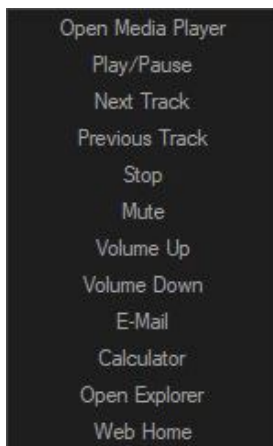 Open Media Player
Play/Pause
Next Track
Previous Track
Stop
Mute
Volume Up
Volume Down
E-Mail
Calculator
Open Explorer
Web Home